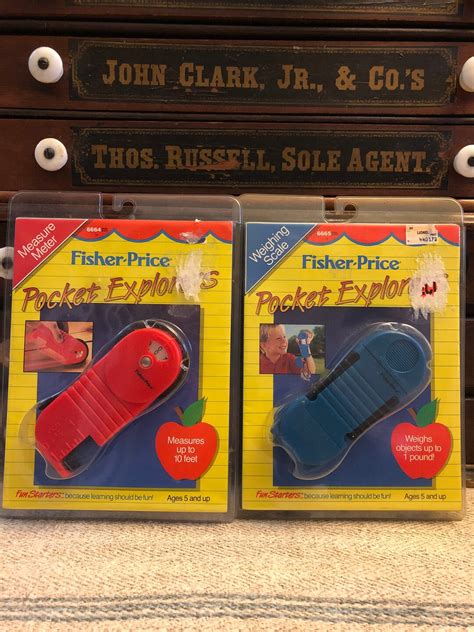 JOHN CLARK, JR., & CO.'S
THOS. RUSSELL, SOLE AGENT.
6664
Measure
Meter
Fisher-Price
Pocket Explorers
Measures
up to
10 feet
Fun Starters because learning should be fun!
Ages 5 and up
6665
Weighing
Scale
Fisher-Price
Pocket
Weighs
objects up to
1 pound!
Fun Starters because learning should be fun!
Ages 5 and up